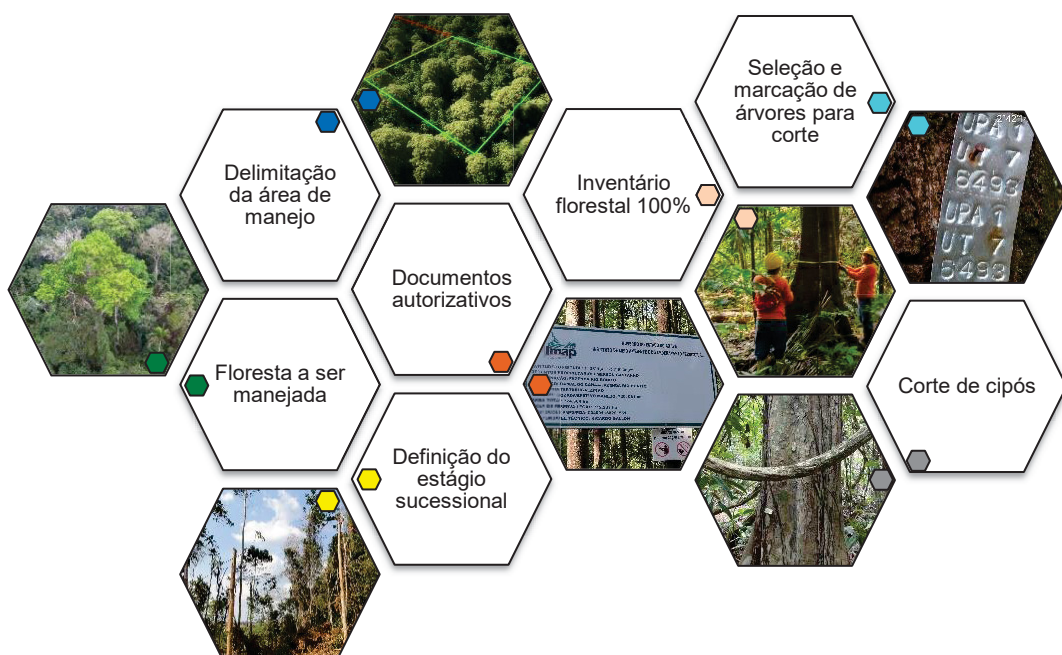 Seleção e
marcação de
árvores para
corte
Delimitação
da área de
manejo
Inventário
florestal 100%
UPA 1
UT 7
6493
UPA 1
UT 7
6493
Documentos
autorizativos
Imap
Floresta a ser
manejada
Corte de cipós
Definição do
estágio
sucessional